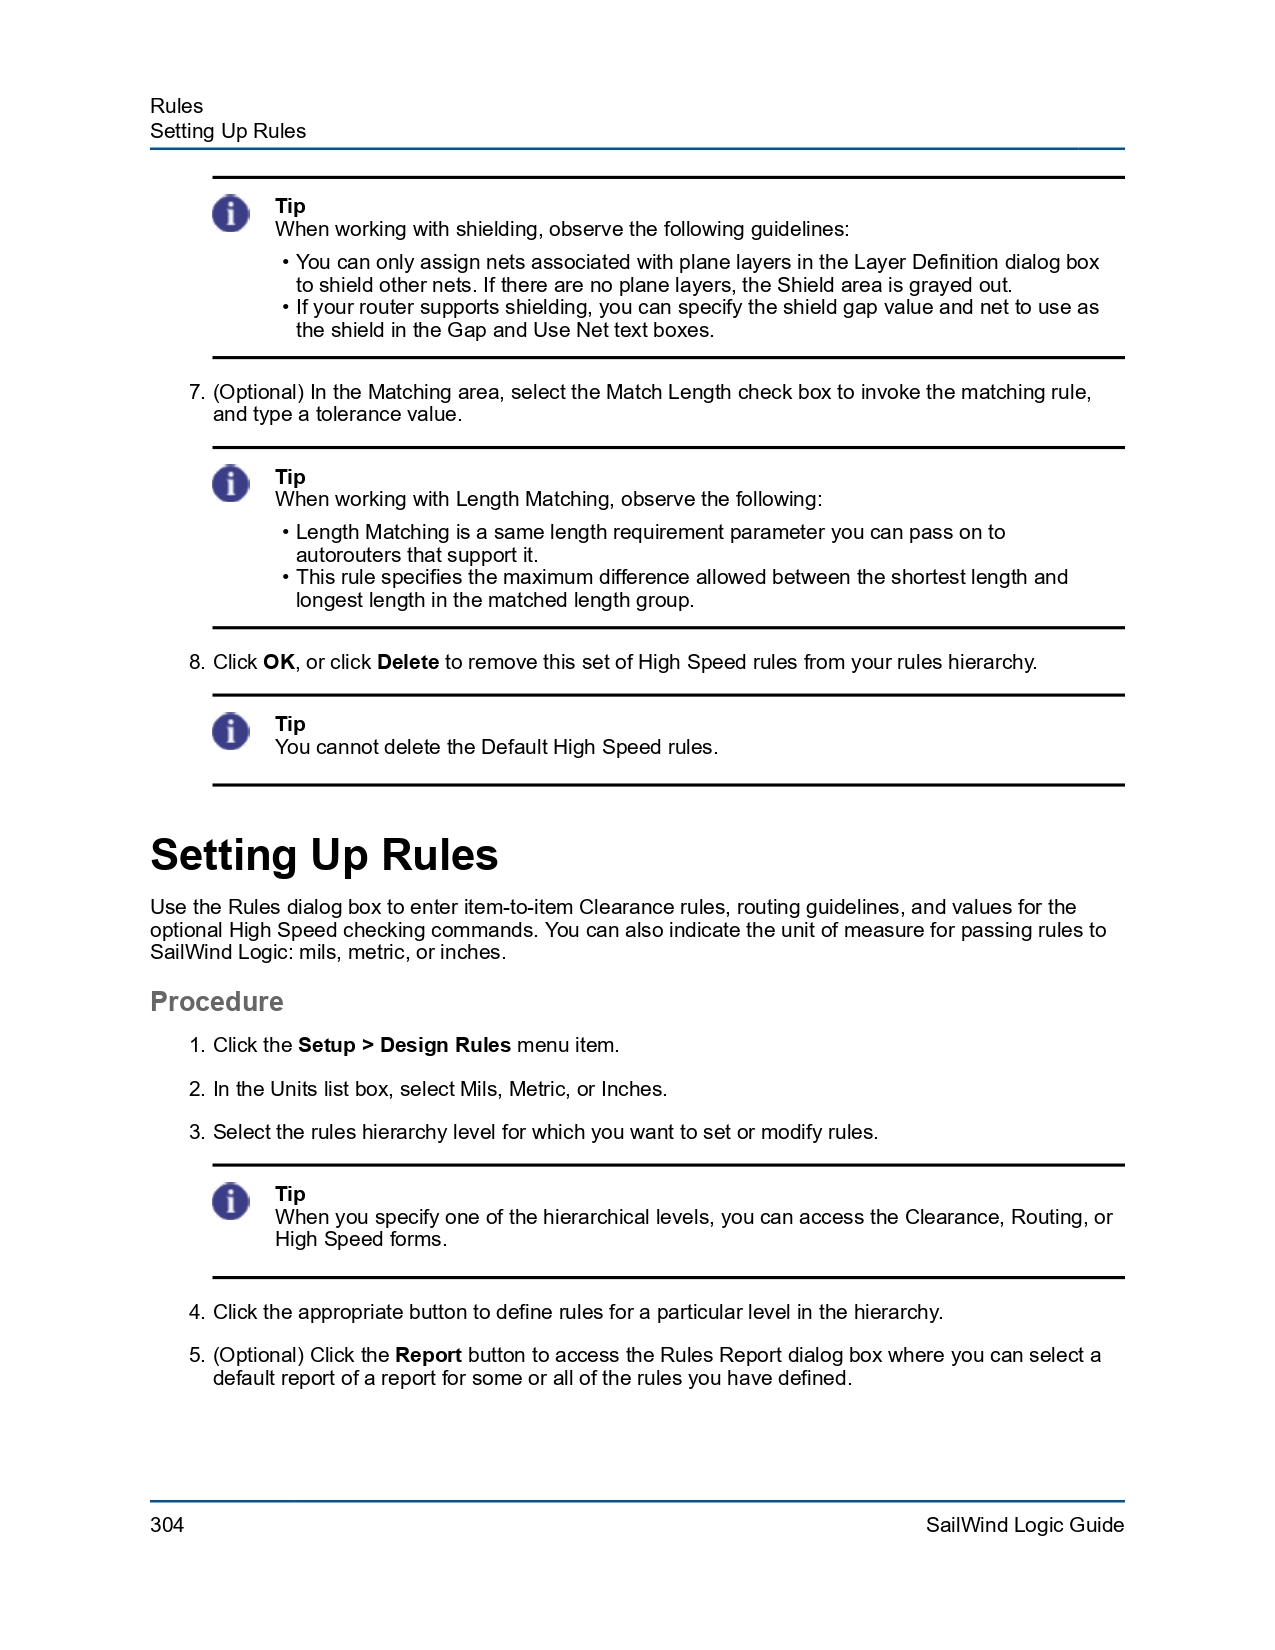 Rules
Setting Up Rules
Tip
When working with shielding, observe the following guidelines:
• You can only assign nets associated with plane layers in the Layer Definition dialog box
to shield other nets. If there are no plane layers, the Shield area is grayed out.
• If your router supports shielding, you can specify the shield gap value and net to use as
the shield in the Gap and Use Net text boxes.
7. (Optional) In the Matching area, select the Match Length check box to invoke the matching rule,
and type a tolerance value.
Tip
When working with Length Matching, observe the following:
• Length Matching is a same length requirement parameter you can pass on to
autorouters that support it.
• This rule specifies the maximum difference allowed between the shortest length and
longest length in the matched length group.
8. Click OK, or click Delete to remove this set of High Speed rules from your rules hierarchy.
Tip
You cannot delete the Default High Speed rules.
Setting Up Rules
Use the Rules dialog box to enter item-to-item Clearance rules, routing guidelines, and values for the
optional High Speed checking commands. You can also indicate the unit of measure for passing rules to
SailWind Logic: mils, metric, or inches.
Procedure
1. Click the Setup > Design Rules menu item.
2. In the Units list box, select Mils, Metric, or Inches.
3. Select the rules hierarchy level for which you want to set or modify rules.
Tip
When you specify one of the hierarchical levels, you can access the Clearance, Routing, or
High Speed forms.
4. Click the appropriate button to define rules for a particular level in the hierarchy.
5. (Optional) Click the Report button to access the Rules Report dialog box where you can select a
default report of a report for some or all of the rules you have defined.
304
SailWind Logic Guide